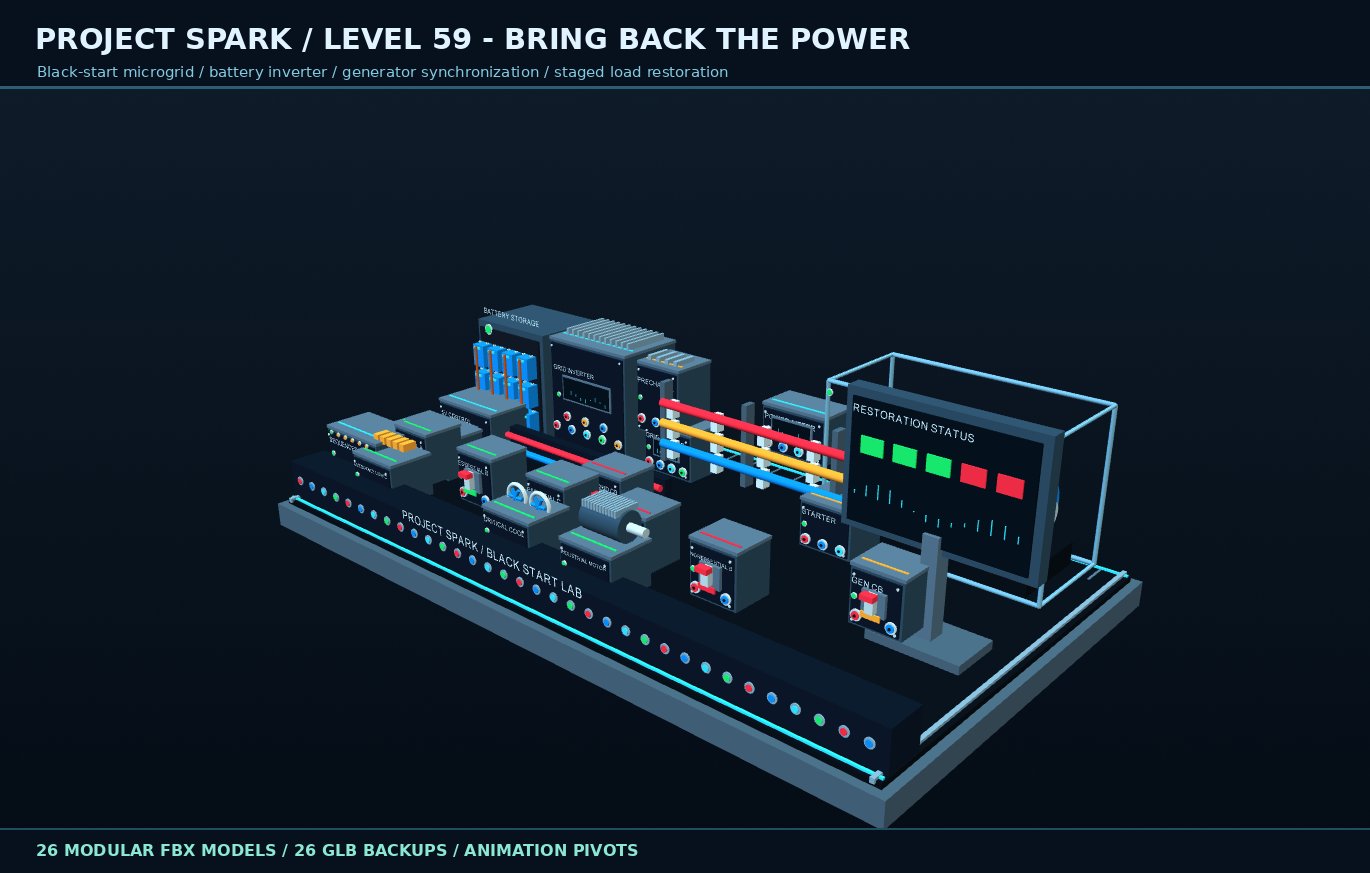 PROJECT SPARK / LEVEL 59 - BRING BACK THE POWER
Black-start microgrid / battery inverter / generator synchronization / staged load restoration
BATTERY STORAGE
GRID INVERTER
RESTORATION STATUS
STARTER
GEN CB
INDUSTRIAL MOTOR
PROJECT SPARK / BLACK START LAB
26 MODULAR FBX MODELS / 26 GLB BACKUPS / ANIMATION PIVOTS